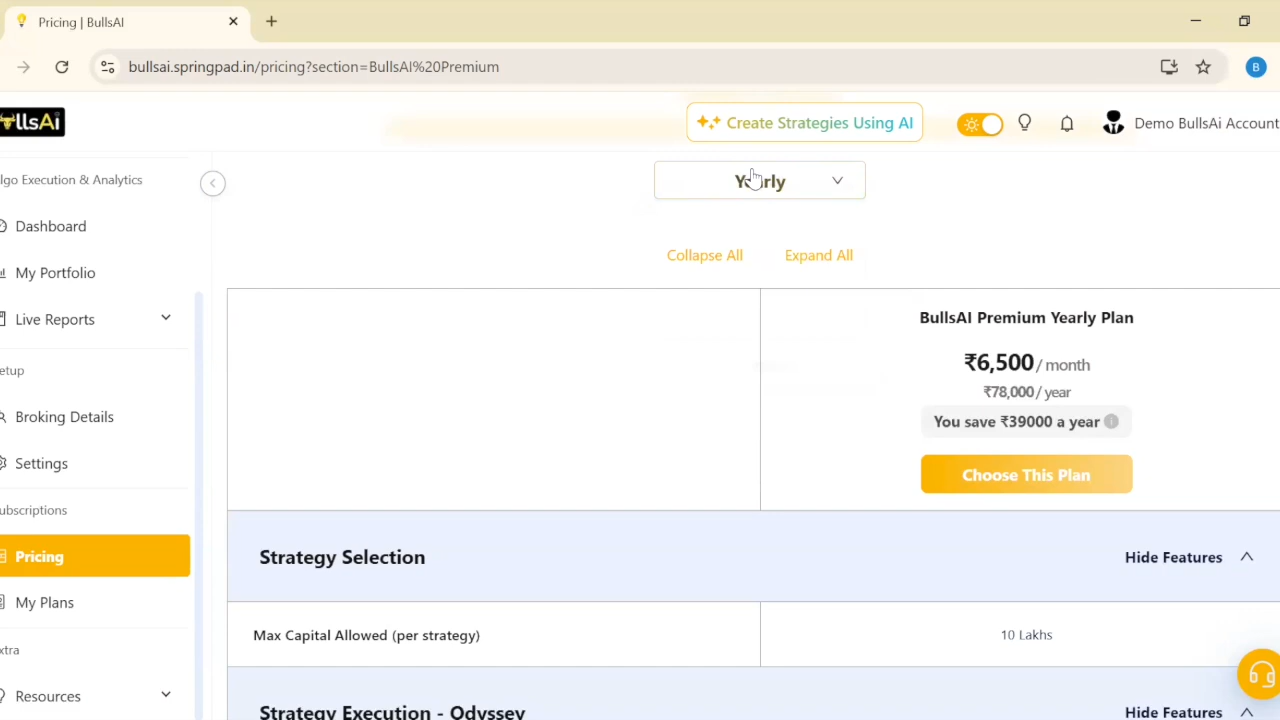 Pricing | BullsAI
bullsai.springpad.in/pricing?section=BullsAI%20Premium
B
llsAi
Create Strategies Using AI
Demo BullsAi Account
lgo Execution & Analytics
Dashboard
My Portfolio
Live Reports
etup
Broking Details
Settings
ubscriptions
Pricing
My Plans
xtra
Resources
Yearly
Collapse All
Expand All
BullsAI Premium Yearly Plan
₹6,500 / month
₹78,000 / year
You save ₹39000 a year
Choose This Plan
Strategy Selection
Hide Features
Max Capital Allowed (per strategy)
10 Lakhs
Strategy Execution - Odyssey
Hide Features